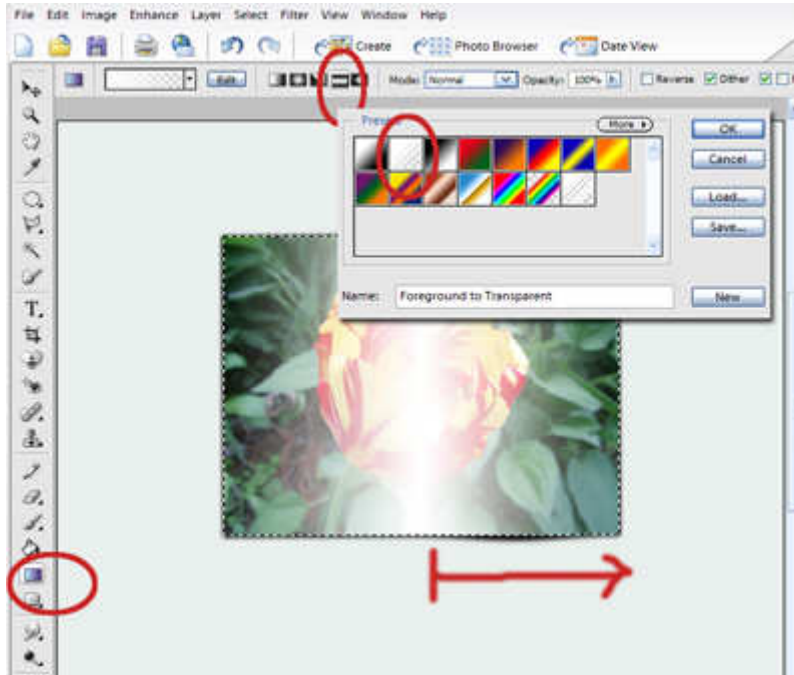 File Edit Image Enhance Layer Select Filter View Window Help
Create Photo Browser Date View
Edit Mode: Normal Opacity: 100% Reverse Dither
Presets More
OK
Cancel
Load...
Save...
Name: Foreground to Transparent New